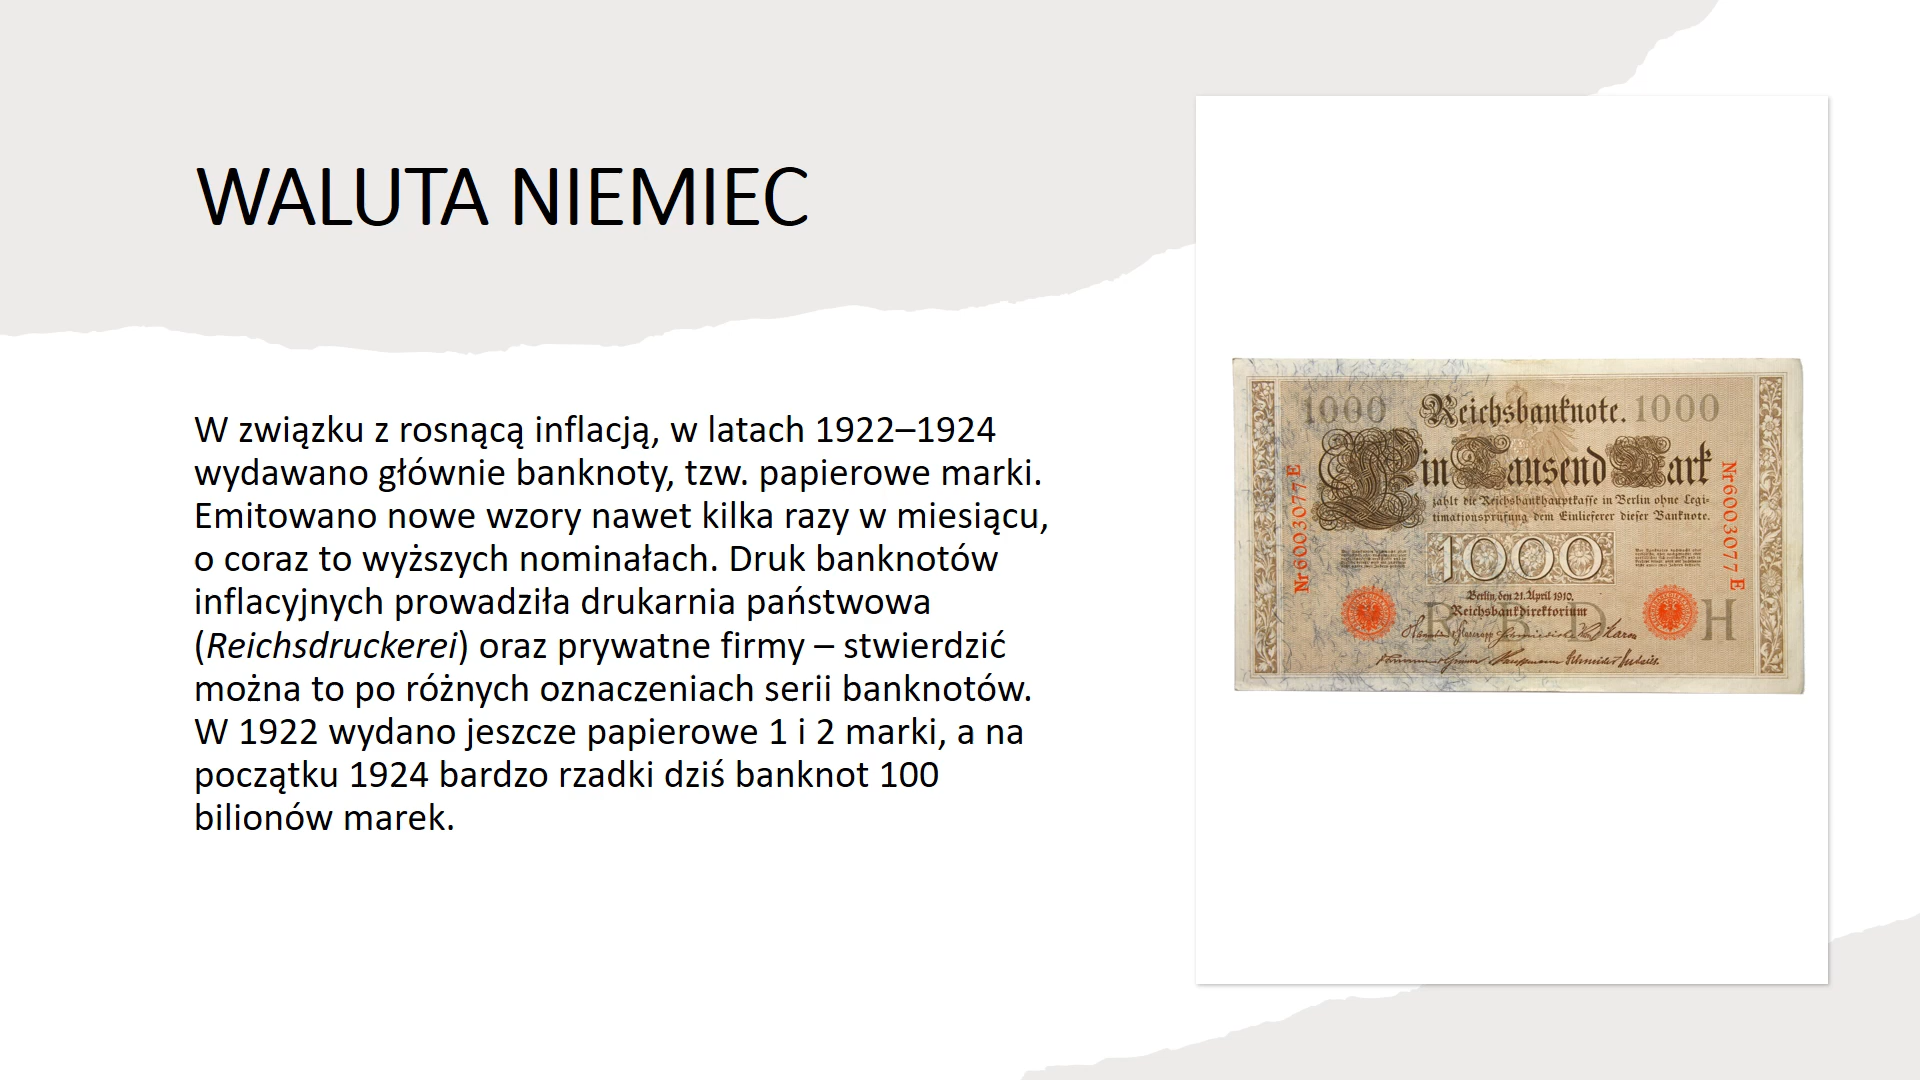 WALUTA NIEMIEC
W związku z rosnącą inflacją, w latach 1922–1924
wydawano głównie banknoty, tzw. papierowe marki.
Emitowano nowe wzory nawet kilka razy w miesiącu,
o coraz to wyższych nominałach. Druk banknotów
inflacyjnych prowadziła drukarnia państwowa
(Reichsdruckerei) oraz prywatne firmy – stwierdzić
można to po różnych oznaczeniach serii banknotów.
W 1922 wydano jeszcze papierowe 1 i 2 marki, a na
początku 1924 bardzo rzadki dziś banknot 100
bilionów marek.
1000 Reichsbanknote. 1000
Ein Tausend Mark
zahlt die Reichsbankhauptkasse in Berlin ohne Legi-
timationsprüfung dem Einlieferer dieser Banknote.
1000
Berlin, den 21. April 1910.
Reichsbankdirektorium
R B D H
Nr 6003077 E
Nr 6003077 E